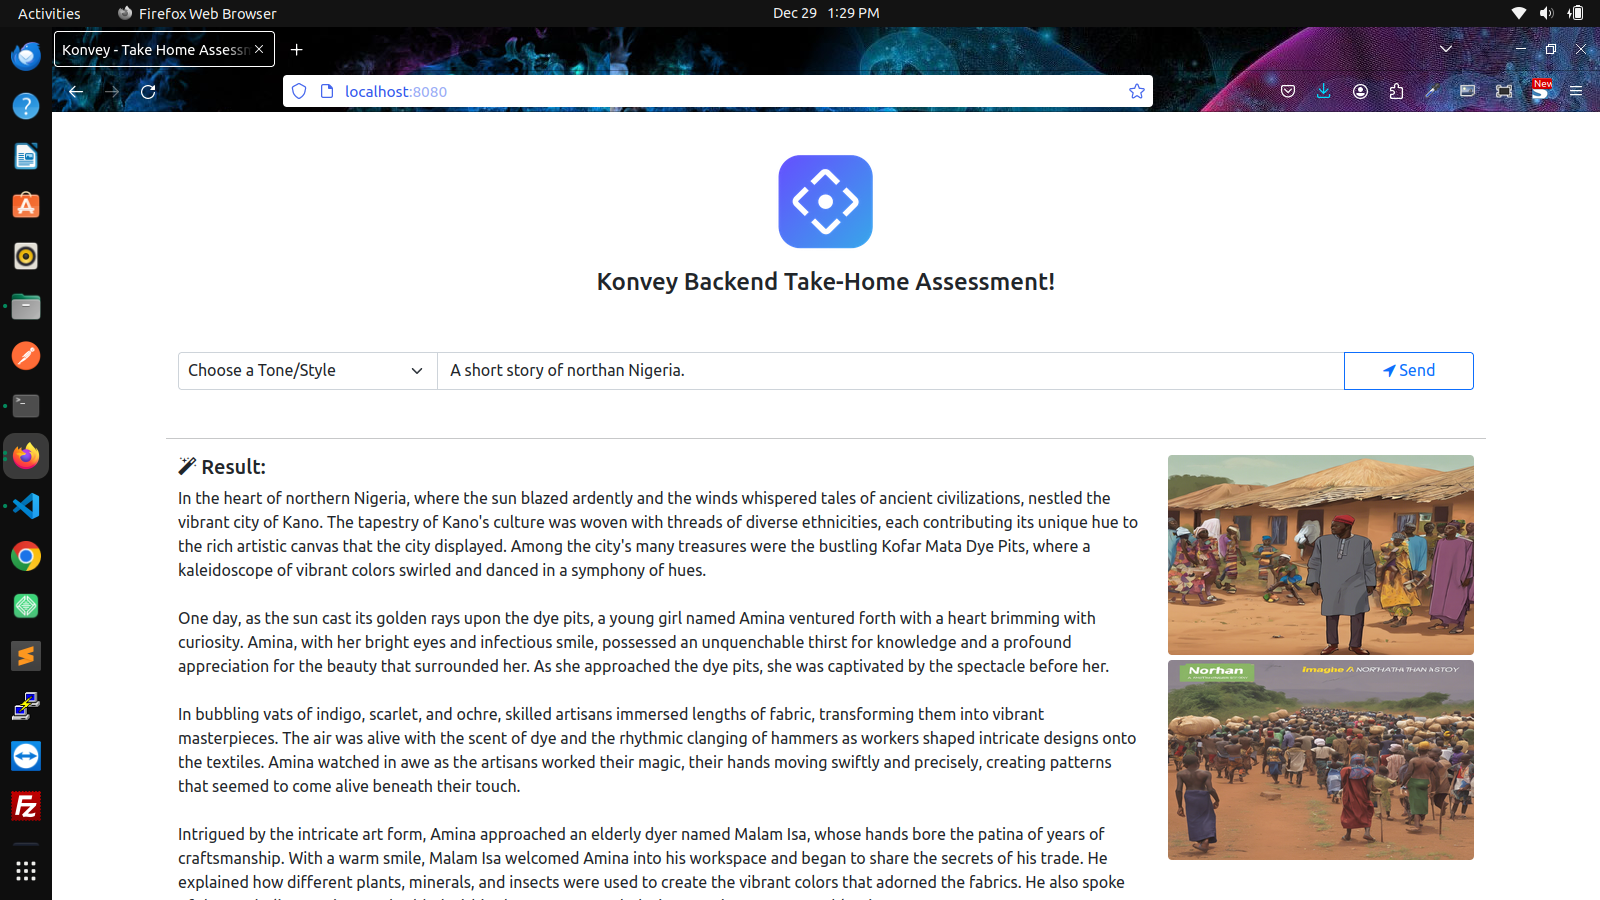 Activities
Firefox Web Browser
Dec 29 1:29 PM
Konvey - Take Home Assessm
localhost:8080
New
Konvey Backend Take-Home Assessment!
Choose a Tone/Style
A short story of northan Nigeria.
Send
Result:
In the heart of northern Nigeria, where the sun blazed ardently and the winds whispered tales of ancient civilizations, nestled the
vibrant city of Kano. The tapestry of Kano's culture was woven with threads of diverse ethnicities, each contributing its unique hue to
the rich artistic canvas that the city displayed. Among the city's many treasures were the bustling Kofar Mata Dye Pits, where a
kaleidoscope of vibrant colors swirled and danced in a symphony of hues.
One day, as the sun cast its golden rays upon the dye pits, a young girl named Amina ventured forth with a heart brimming with
curiosity. Amina, with her bright eyes and infectious smile, possessed an unquenchable thirst for knowledge and a profound
appreciation for the beauty that surrounded her. As she approached the dye pits, she was captivated by the spectacle before her.
In bubbling vats of indigo, scarlet, and ochre, skilled artisans immersed lengths of fabric, transforming them into vibrant
masterpieces. The air was alive with the scent of dye and the rhythmic clanging of hammers as workers shaped intricate designs onto
the textiles. Amina watched in awe as the artisans worked their magic, their hands moving swiftly and precisely, creating patterns
that seemed to come alive beneath their touch.
Intrigued by the intricate art form, Amina approached an elderly dyer named Malam Isa, whose hands bore the patina of years of
craftsmanship. With a warm smile, Malam Isa welcomed Amina into his workspace and began to share the secrets of his trade. He
explained how different plants, minerals, and insects were used to create the vibrant colors that adorned the fabrics. He also spoke
Norhan